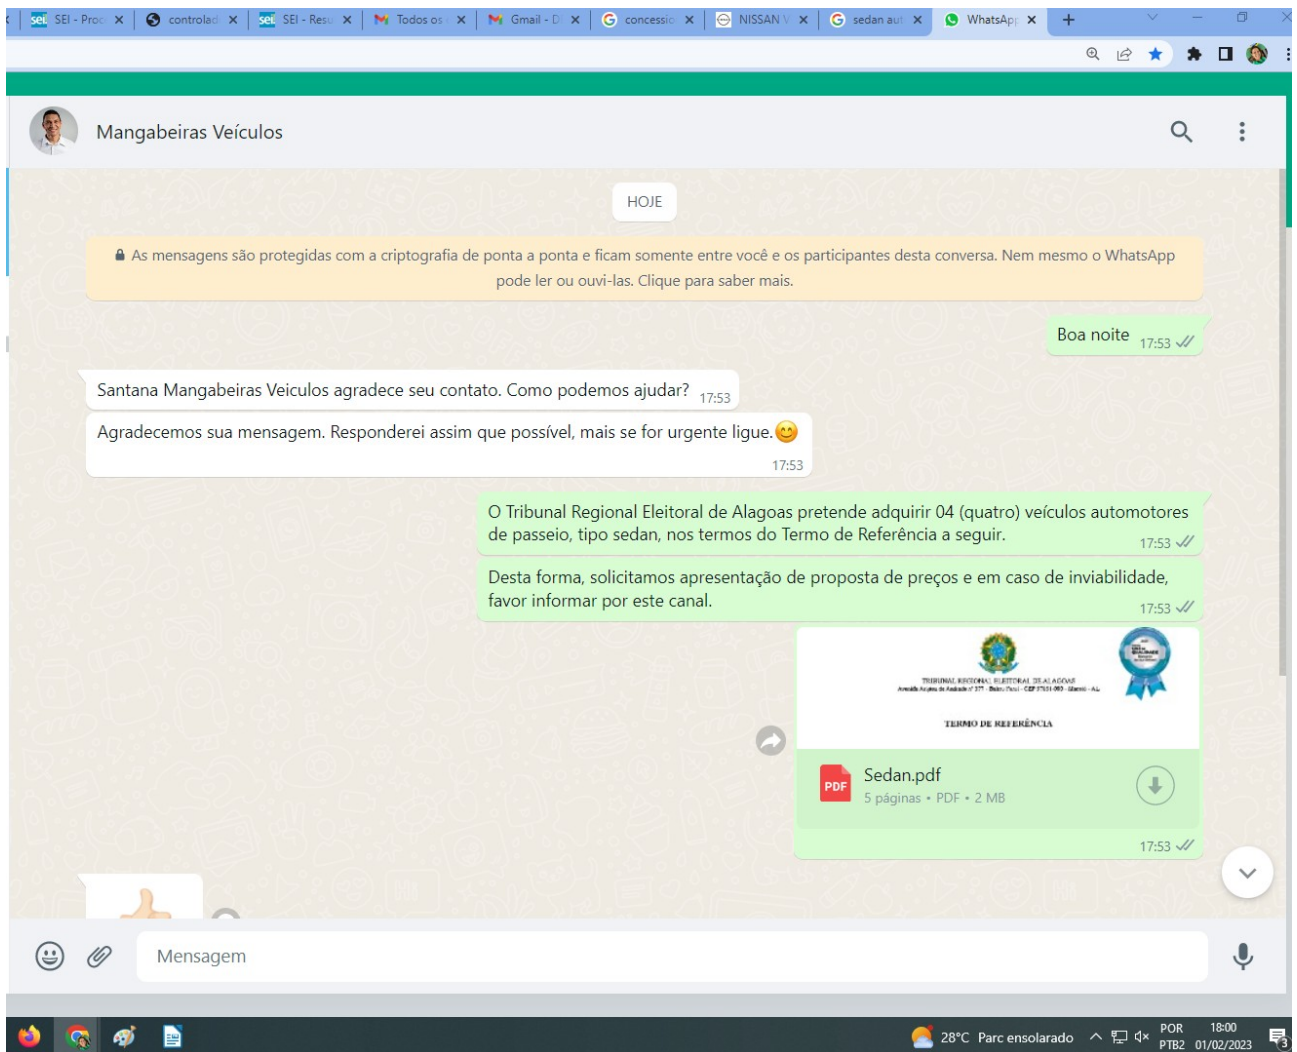 SEI - Proc
controlad
SEI - Resu
Todos os
Gmail - D
concessio
NISSAN V
sedan aut
WhatsApp
Mangabeiras Veículos
HOJE
As mensagens são protegidas com a criptografia de ponta a ponta e ficam somente entre você e os participantes desta conversa. Nem mesmo o WhatsApp
pode ler ou ouvi-las. Clique para saber mais.
Boa noite 17:53
Santana Mangabeiras Veiculos agradece seu contato. Como podemos ajudar? 17:53
Agradecemos sua mensagem. Responderei assim que possível, mais se for urgente ligue.😊
17:53
O Tribunal Regional Eleitoral de Alagoas pretende adquirir 04 (quatro) veículos automotores
de passeio, tipo sedan, nos termos do Termo de Referência a seguir. 17:53
Desta forma, solicitamos apresentação de proposta de preços e em caso de inviabilidade,
favor informar por este canal. 17:53
TRIBUNAL REGIONAL ELEITORAL DE ALAGOAS
TERMO DE REFERÊNCIA
PDF
Sedan.pdf
5 páginas • PDF • 2 MB
17:53
Mensagem
28°C Parc ensolarado
POR 18:00
PTB2 01/02/2023
3